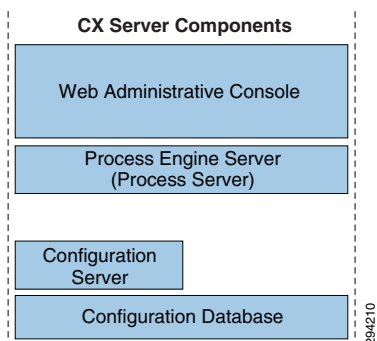 CX Server Components
Web Administrative Console
Process Engine Server
(Process Server)
Configuration
Server
Configuration Database
294210